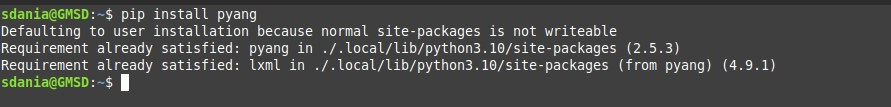 sdania@GMSD:~$ pip install pyang
Defaulting to user installation because normal site-packages is not writeable
Requirement already satisfied: pyang in ./.local/lib/python3.10/site-packages (2.5.3)
Requirement already satisfied: lxml in ./.local/lib/python3.10/site-packages (from pyang) (4.9.1)
sdania@GMSD:~$